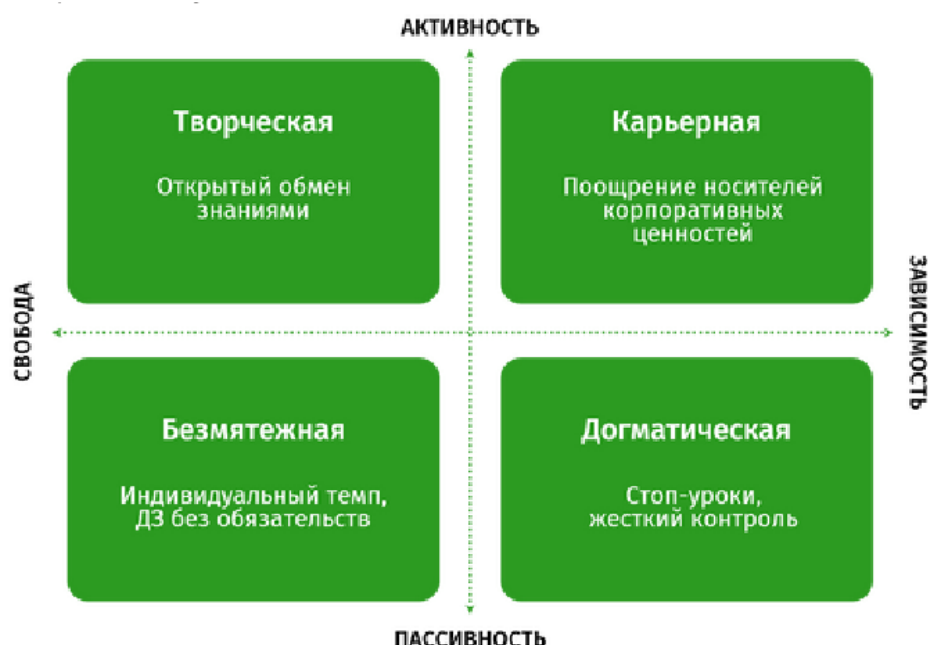 АКТИВНОСТЬ
Творческая
Открытый обмен
знаниями
Карьерная
Поощрение носителей
корпоративных
ценностей
СВОБОДА
ЗАВИСИМОСТЬ
Безмятежная
Индивидуальный темп,
ДЗ без обязательств
Догматическая
Стоп-уроки,
жесткий контроль
ПАССИВНОСТЬ